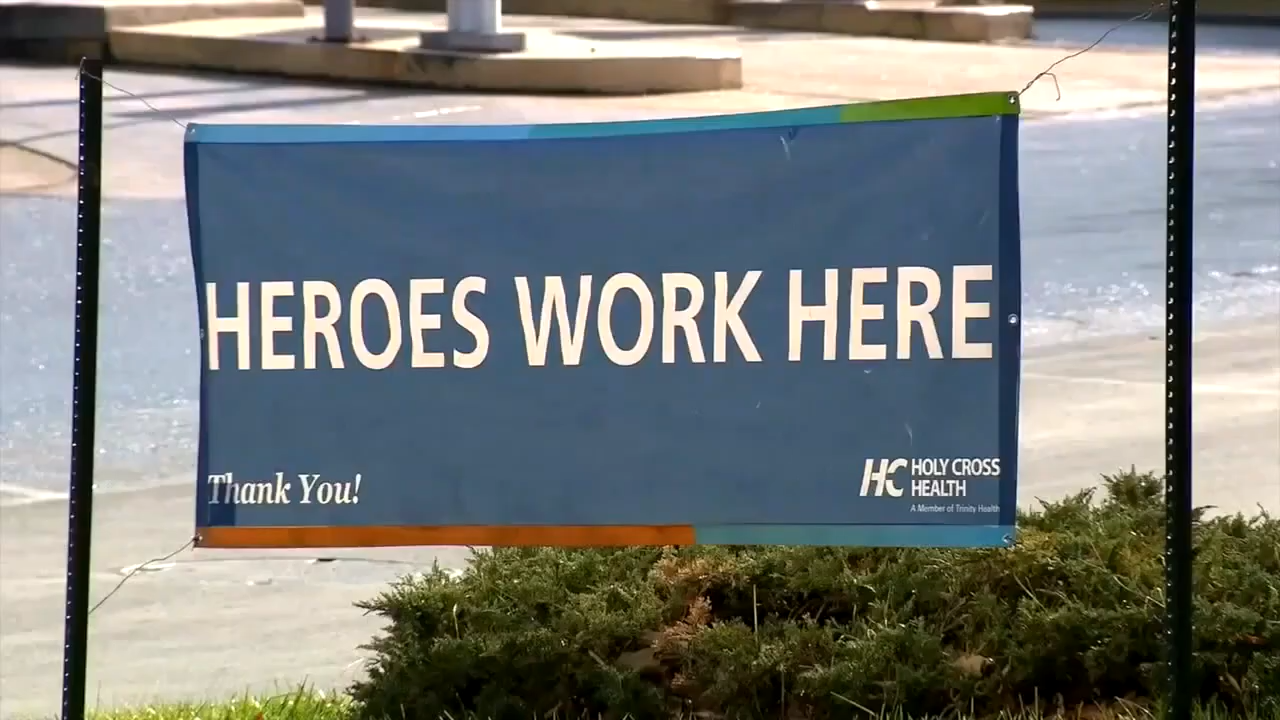 HEROES WORK HERE
Thank You!
HC HOLY CROSS
HEALTH
A Member of Trinity Health